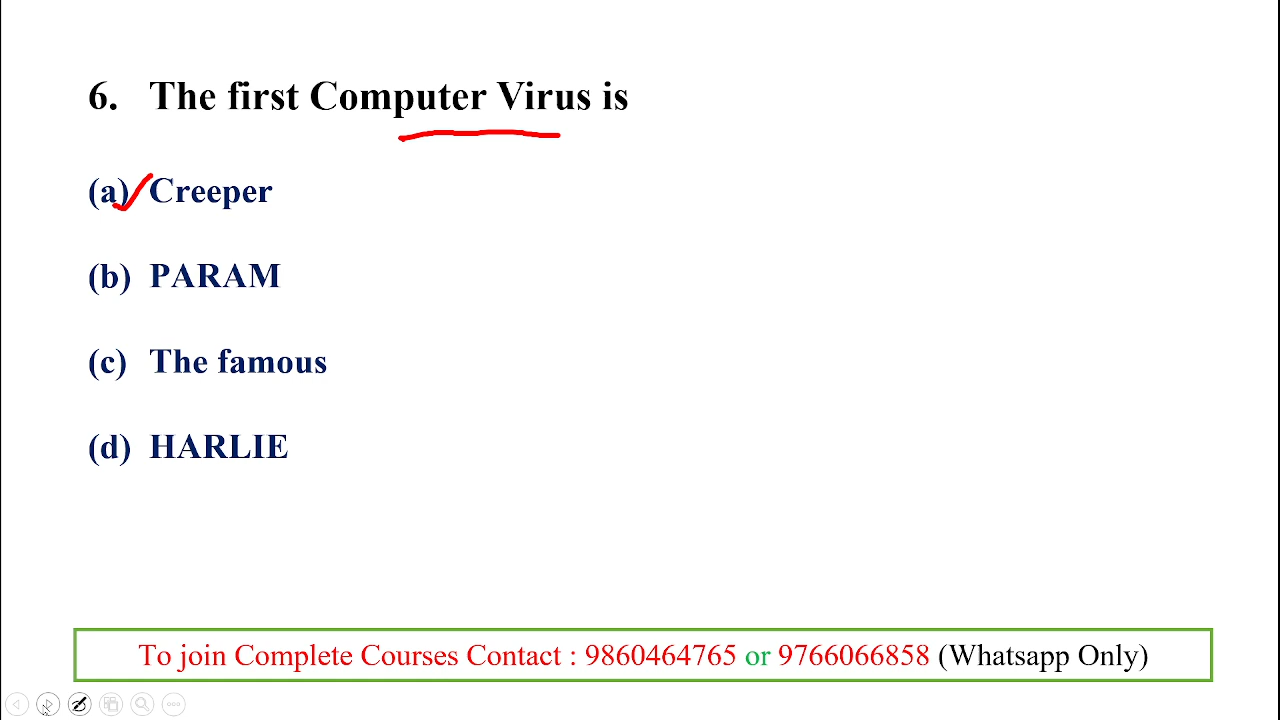 6. The first Computer Virus is
(a) Creeper
(b) PARAM
(c) The famous
(d) HARLIE
To join Complete Courses Contact : 9860464765 or 9766066858 (Whatsapp Only)